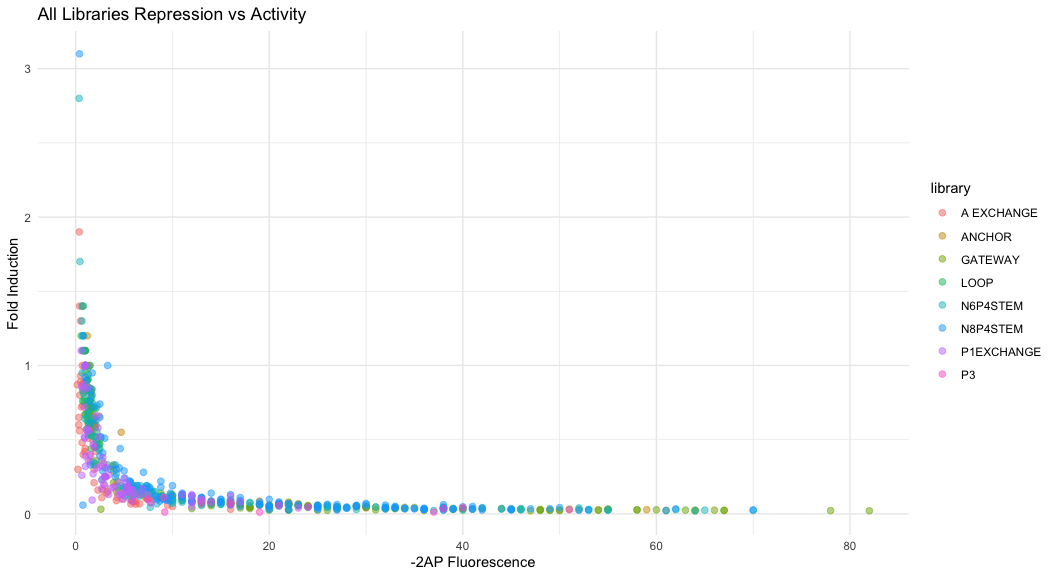 All Libraries Repression vs Activity
3
2
1
0
Fold Induction
0
20
40
60
80
-2AP Fluorescence
library
A EXCHANGE
ANCHOR
GATEWAY
LOOP
N6P4STEM
N8P4STEM
P1EXCHANGE
P3